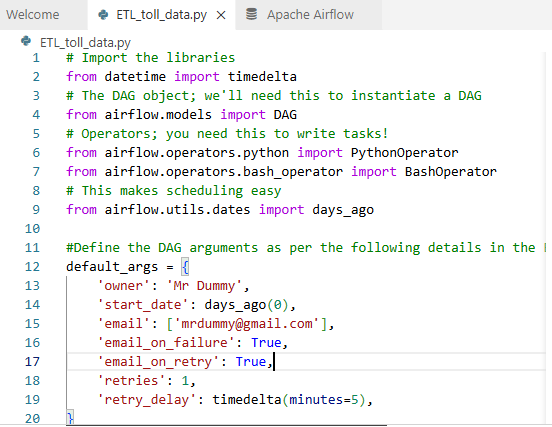 Welcome
ETL_toll_data.py ×
Apache Airflow
ETL_toll_data.py
1 # Import the libraries
2 from datetime import timedelta
3 # The DAG object; we'll need this to instantiate a DAG
4 from airflow.models import DAG
5 # Operators; you need this to write tasks!
6 from airflow.operators.python import PythonOperator
7 from airflow.operators.bash_operator import BashOperator
8 # This makes scheduling easy
9 from airflow.utils.dates import days_ago
10
11 #Define the DAG arguments as per the following details in the
12 default_args = {
13 'owner': 'Mr Dummy',
14 'start_date': days_ago(0),
15 'email': ['mrdummy@gmail.com'],
16 'email_on_failure': True,
17 'email_on_retry': True,
18 'retries': 1,
19 'retry_delay': timedelta(minutes=5),
20 }